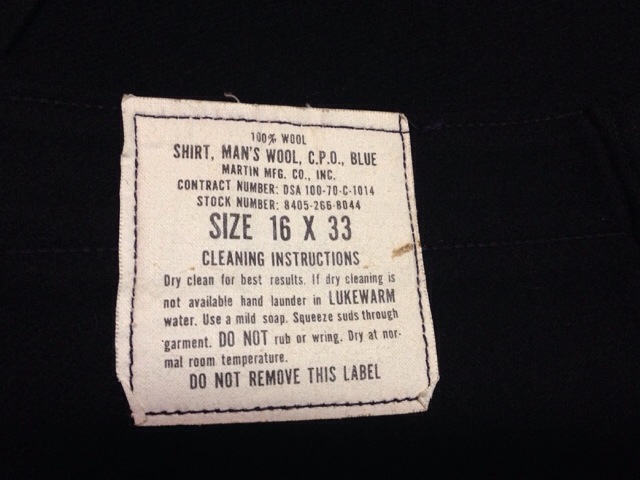 100% WOOL
SHIRT, MAN'S WOOL, C.P.O., BLUE
MARTIN MFG. CO., INC.
CONTRACT NUMBER: DSA 100-70-C-1014
STOCK NUMBER: 8405-266-8044
SIZE 16 X 33
CLEANING INSTRUCTIONS
Dry clean for best results. If dry cleaning is
not available hand launder in LUKEWARM
water. Use a mild soap. Squeeze suds through
garment. DO NOT rub or wring. Dry at nor-
mal room temperature.
DO NOT REMOVE THIS LABEL